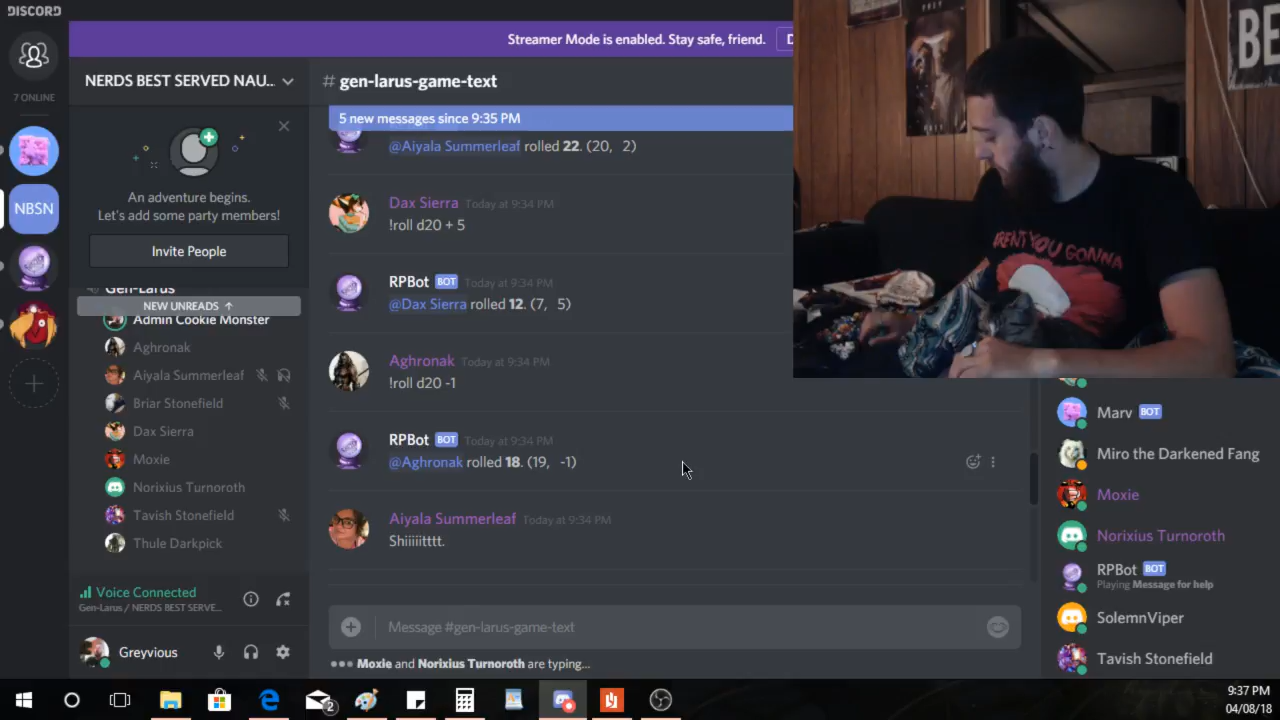 DISCORD
7 ONLINE
NBSN
Streamer Mode is enabled. Stay safe, friend.
D
NERDS BEST SERVED NAU...
An adventure begins.
Let's add some party members!
Invite People
Gen-Larus
NEW UNREADS ↑
Admin Cookie Monster
Aghronak
Aiyala Summerleaf
Briar Stonefield
Dax Sierra
Moxie
Norixius Turnoroth
Tavish Stonefield
Thule Darkpick
Voice Connected
Gen-Larus / NERDS BEST SERVE...
Greyvious
# gen-larus-game-text
5 new messages since 9:35 PM
@Aiyala Summerleaf rolled 22. (20, 2)
Dax Sierra Today at 9:34 PM
!roll d20 + 5
RPBot BOT Today at 9:34 PM
@Dax Sierra rolled 12. (7, 5)
Aghronak Today at 9:34 PM
!roll d20 -1
RPBot BOT Today at 9:34 PM
@Aghronak rolled 18. (19, -1)
Aiyala Summerleaf Today at 9:34 PM
Shiiiiitttt.
Message #gen-larus-game-text
Moxie and Norixius Turnoroth are typing...
PREY
BE
AREN'T YOU GONNA
Marv BOT
Miro the Darkened Fang
Moxie
Norixius Turnoroth
RPBot BOT
Playing Message for help
SolemnViper
Tavish Stonefield
2
9:37 PM
04/08/18